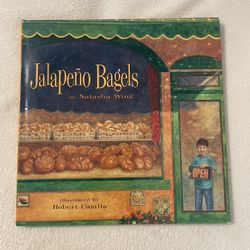 Jalapeño Bagels
by Natasha Wing
OPEN
illustrated by
Robert Casilla